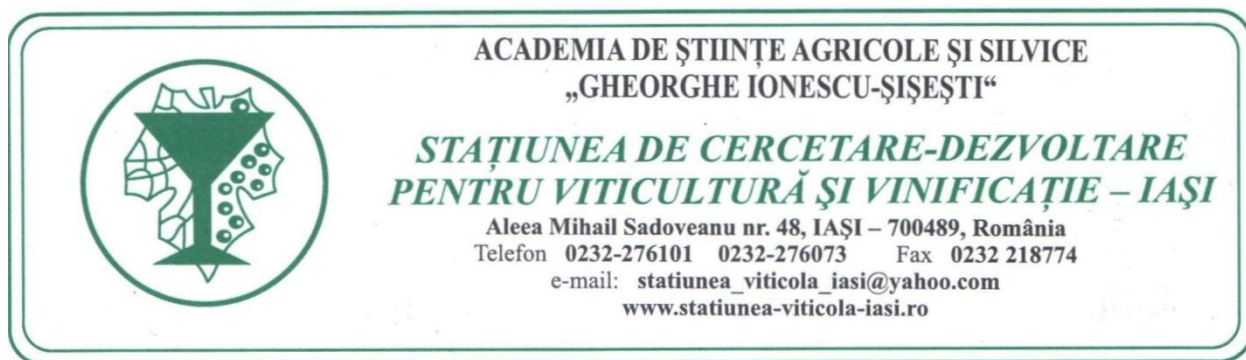 ACADEMIA DE ŞTIINŢE AGRICOLE ŞI SILVICE
„GHEORGHE IONESCU-ŞIŞEŞTI“
STAŢIUNEA DE CERCETARE-DEZVOLTARE
PENTRU VITICULTURĂ ŞI VINIFICAŢIE – IAŞI
Aleea Mihail Sadoveanu nr. 48, IAŞI – 700489, România
Telefon 0232-276101 0232-276073 Fax 0232 218774
e-mail: statiunea_viticola_iasi@yahoo.com
www.statiunea-viticola-iasi.ro